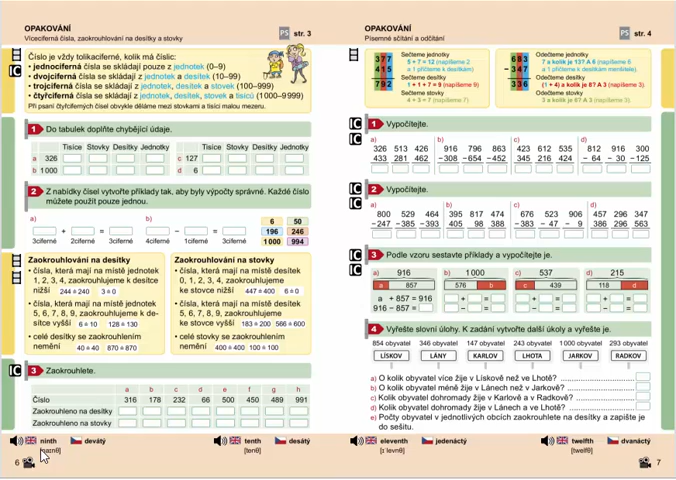 OPAKOVÁNÍ
Víceciferná čísla, zaokrouhlování na desítky a stovky
PS str. 3
Číslo je vždy tolikaciferné, kolik má číslic:
• jednociferná čísla se skládají pouze z jednotek (0–9)
• dvojciferná čísla se skládají z jednotek a desítek (10–99)
• trojciferná čísla se skládají z jednotek, desítek a stovek (100–999)
• čtyřciferná čísla se skládají z jednotek, desítek, stovek a tisíců (1000–9999)
Při psaní čtyřciferných čísel obvykle děláme mezi stovkami a tisíci malou mezeru.
1 Do tabulek doplňte chybějící údaje.
Tisíce Stovky Desítky Jednotky Tisíce Stovky Desítky Jednotky
a 326 c 127
b 1 000 d 6
2 Z nabídky čísel vytvořte příklady tak, aby byly výpočty správné. Každé číslo
můžete použít pouze jednou.
a) b)
+ = − =
3ciferné 2ciferné 3ciferné 4ciferné 1ciferné 3ciferné
6 50
196 246
1 000 994
Zaokrouhlování na desítky
• čísla, která mají na místě jednotek
1, 2, 3, 4, zaokrouhlujeme k desítce
nižší 244 ≐ 240 3 ≐ 0
• čísla, která mají na místě jednotek
5, 6, 7, 8, 9, zaokrouhlujeme k de-
sítce vyšší 6 ≐ 10 128 ≐ 130
• celé desítky se zaokrouhlením
nemění 40 ≐ 40 870 ≐ 870
Zaokrouhlování na stovky
• čísla, která mají na místě desítek
0, 1, 2, 3, 4, zaokrouhlujeme
ke stovce nižší 447 ≐ 400 6 ≐ 0
• čísla, která mají na místě desítek
5, 6, 7, 8, 9, zaokrouhlujeme
ke stovce vyšší 183 ≐ 200 566 ≐ 600
• celé stovky se zaokrouhlením
nemění 400 ≐ 400 100 ≐ 100
3 Zaokrouhlete.
a b c d e f g h
Číslo 316 178 232 66 500 450 489 991
Zaokrouhleno na desítky
Zaokrouhleno na stovky
ninth devátý
tenth desátý
[tenθ]
6
OPAKOVÁNÍ
Písemné sčítání a odčítání
PS str. 4
377
415
792
Sečteme jednotky
5 + 7 = 12 (napíšeme 2
a 1 přičteme k desítkám)
Sečteme desítky
1 + 1 + 7 = 9 (napíšeme 9)
Sečteme stovky
4 + 3 = 7 (napíšeme 7)
683
− 347
336
Odečteme jednotky
7 a kolik je 13? A 6 (napíšeme 6
a 1 přičteme k desítkám menšitele)
Odečteme desítky
(1 + 4) a kolik je 8? A 3 (napíšeme 3)
Odečteme stovky
3 a kolik je 6? A 3 (napíšeme 3)
1 Vypočítejte.
a) b) c) d)
326 513 426 916 796 863 423 612 535 812 916 300
433 281 462 −308 −654 −452 345 216 424 − 64 − 30 −125
2 Vypočítejte.
a) b) c) d)
800 529 464 395 817 474 676 523 906 457 296 347
−247 −385 −393 405 98 388 −383 − 47 − 9 386 296 563
3 Podle vzoru sestavte příklady a vypočítejte je.
a) 916 b) 1 000 c) 537 d) 215
a 857 576 b c 439 118 d
a + 857 = 916 + = + = + =
916 − 857 = − = − = − =
4 Vyřešte slovní úlohy. K zadání vytvořte další úkoly a vyřešte je.
854 obyvatel 346 obyvatel 147 obyvatel 243 obyvatel 1 000 obyvatel 293 obyvatel
LÍSKOV LÁNY KARLOV LHOTA JARKOV RADKOV
a) O kolik obyvatel více žije v Lískově než ve Lhotě?
b) O kolik obyvatel méně žije v Lánech než v Jarkově?
c) Kolik obyvatel dohromady žije v Karlově a v Radkově?
d) Kolik obyvatel dohromady žije v Lánech a ve Lhotě?
e) Počty obyvatel v jednotlivých obcích zaokrouhlete na desítky a zapište je
do sešitu.
eleventh jedenáctý
twelfth dvanáctý
[twelfθ]
7